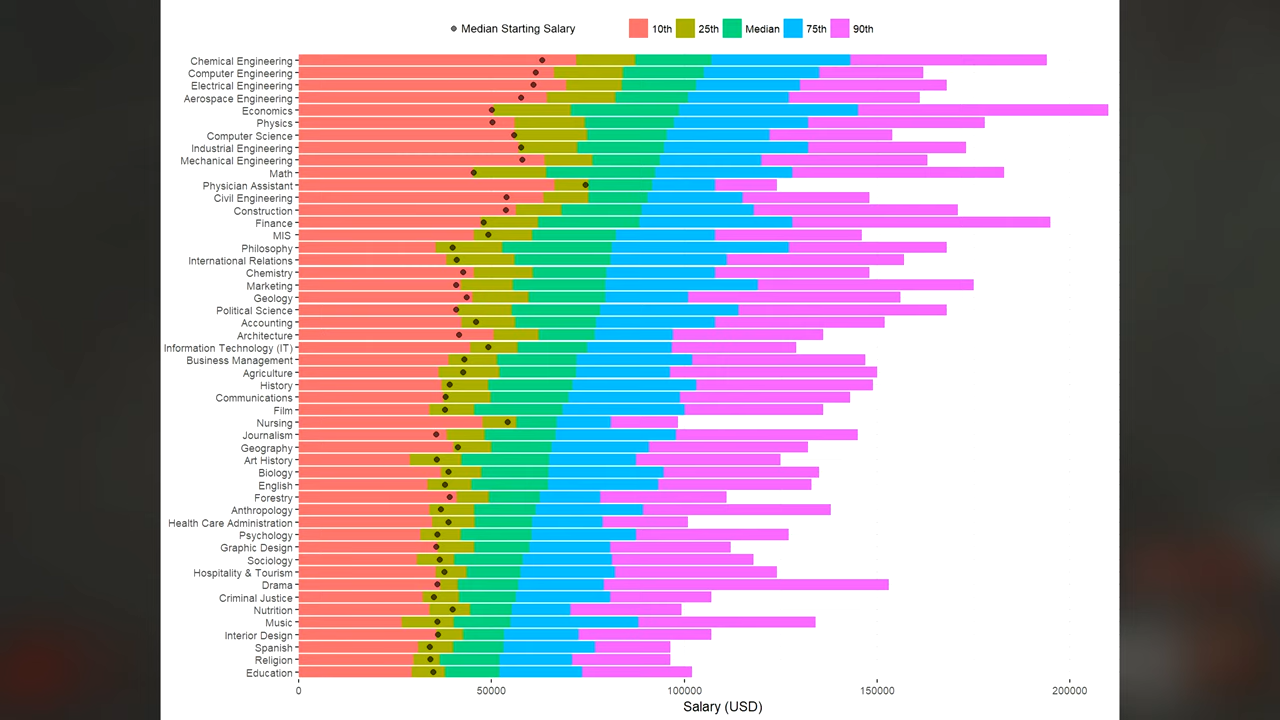 Median Starting Salary 10th 25th Median 75th 90th
Chemical Engineering
Computer Engineering
Electrical Engineering
Aerospace Engineering
Economics
Physics
Computer Science
Industrial Engineering
Mechanical Engineering
Math
Physician Assistant
Civil Engineering
Construction
Finance
MIS
Philosophy
International Relations
Chemistry
Marketing
Geology
Political Science
Accounting
Architecture
Information Technology (IT)
Business Management
Agriculture
History
Communications
Film
Nursing
Journalism
Geography
Art History
Biology
English
Forestry
Anthropology
Health Care Administration
Psychology
Graphic Design
Sociology
Hospitality & Tourism
Drama
Criminal Justice
Nutrition
Music
Interior Design
Spanish
Religion
Education
0 50000 100000 150000 200000
Salary (USD)